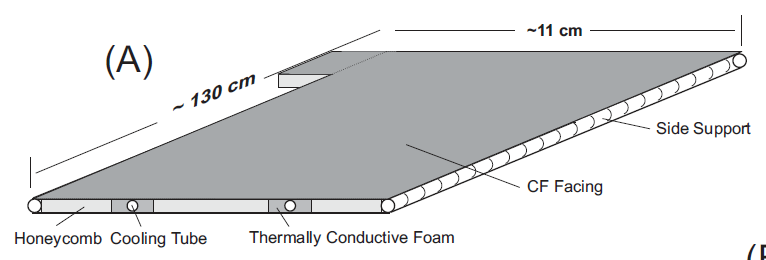 (A)
~11 cm
~ 130 cm
Side Support
CF Facing
Honeycomb Cooling Tube Thermally Conductive Foam